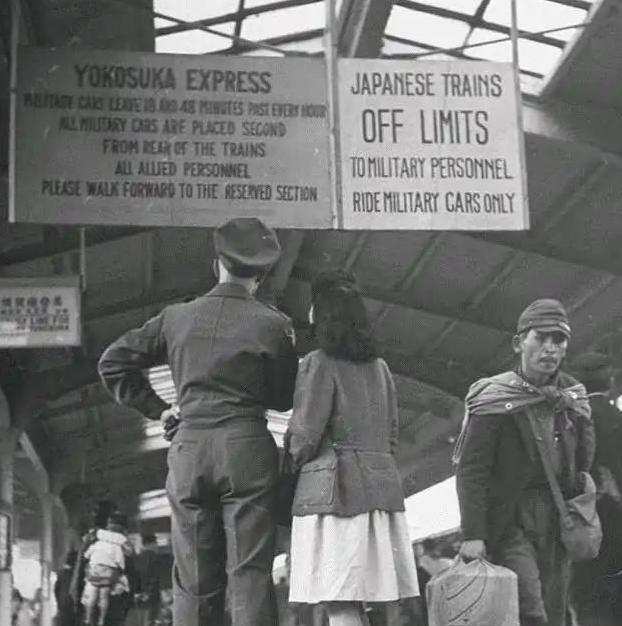 YOKOSUKA EXPRESS
MILITARY CARS LEAVE 18 AND 48 MINUTES PAST EVERY HOUR
ALL MILITARY CARS ARE PLACED SECOND
FROM REAR OF THE TRAINS
ALL ALLIED PERSONNEL
PLEASE WALK FORWARD TO THE RESERVED SECTION
JAPANESE TRAINS
OFF LIMITS
TO MILITARY PERSONNEL
RIDE MILITARY CARS ONLY
LINE FOR